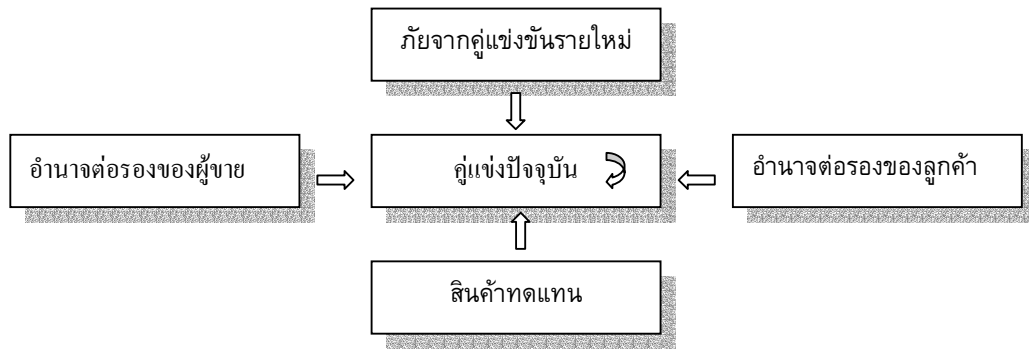 ภัยจากคู่แข่งขันรายใหม่
อำนาจต่อรองของผู้ขาย
คู่แข่งปัจจุบัน
อำนาจต่อรองของลูกค้า
สินค้าทดแทน